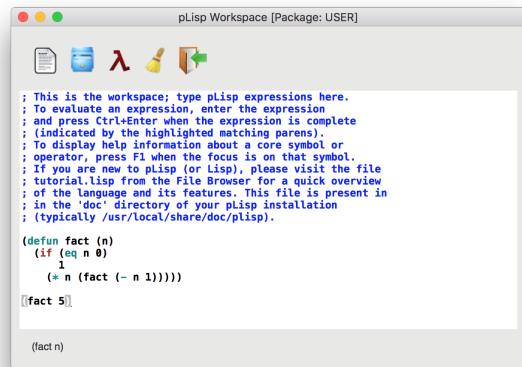 pLisp Workspace [Package: USER]
; This is the workspace; type pLisp expressions here.
; To evaluate an expression, enter the expression
; and press Ctrl+Enter when the expression is complete
; (indicated by the highlighted matching parens).
; To display help information about a core symbol or
; operator, press F1 when the focus is on that symbol.
; If you are new to pLisp (or Lisp), please visit the file
; tutorial.lisp from the File Browser for a quick overview
; of the language and its features. This file is present in
; in the 'doc' directory of your pLisp installation
; (typically /usr/local/share/doc/plisp).
(defun fact (n)
(if (eq n 0)
1
(* n (fact (- n 1)))))
(fact 5)
(fact n)